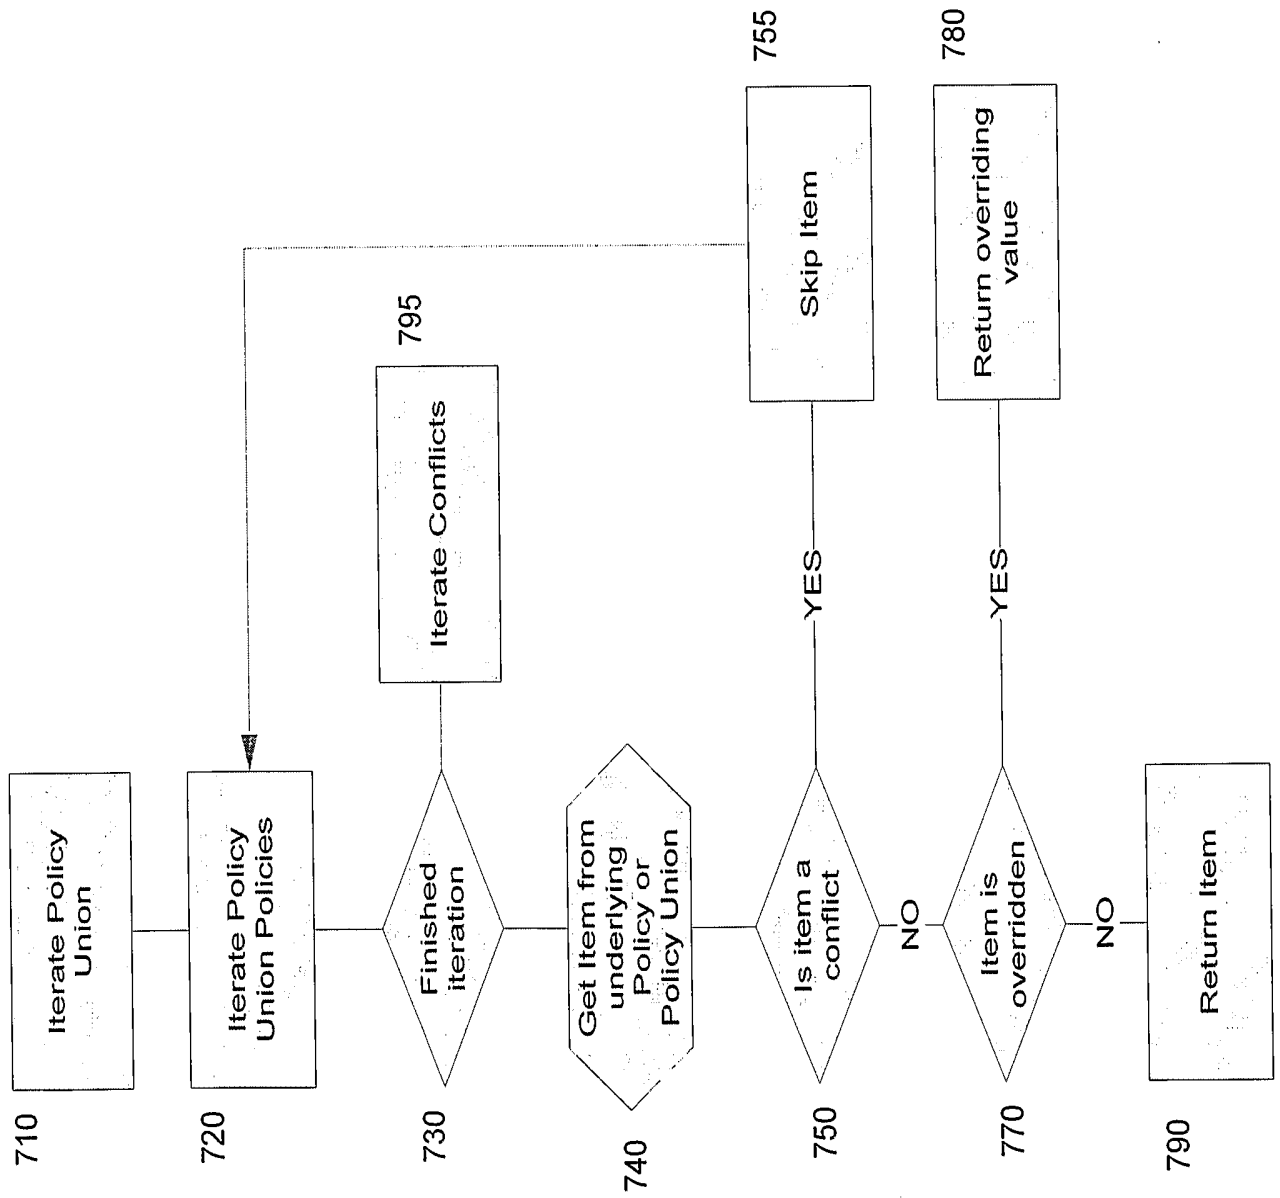 710
Iterate Policy
Union
720
Iterate Policy
Union Policies
730
Finished
iteration
795
Iterate Conflicts
740
Get Item from
underlying
Policy or
Policy Union
750
Is item a
conflict
YES
755
Skip Item
NO
770
Item is
overridden
YES
780
Return overriding
value
NO
790
Return Item